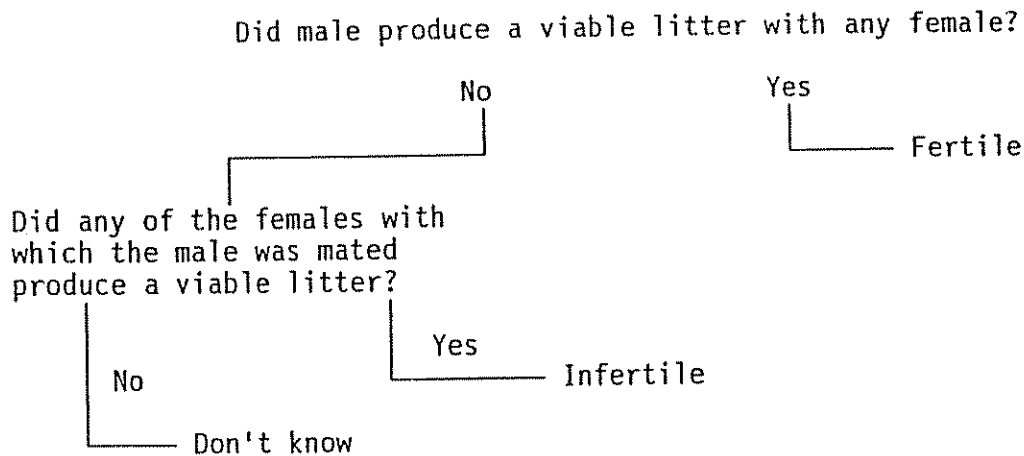 Did male produce a viable litter with any female?
No
Yes
Fertile
Did any of the females with
which the male was mated
produce a viable litter?
Yes
Infertile
No
Don't know